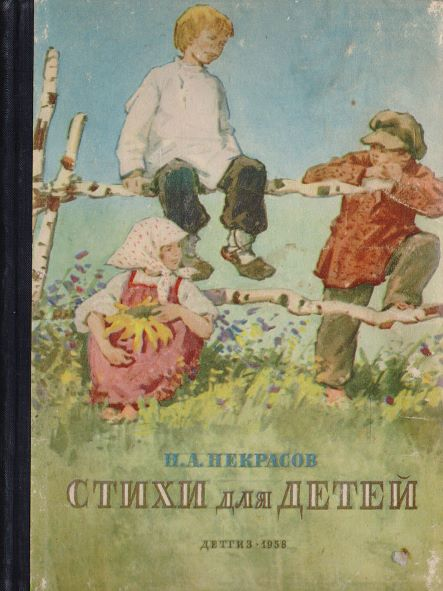 Н. А. НЕКРАСОВ
СТИХИ ДЛЯ ДЕТЕЙ
ДЕТГИЗ · 1958